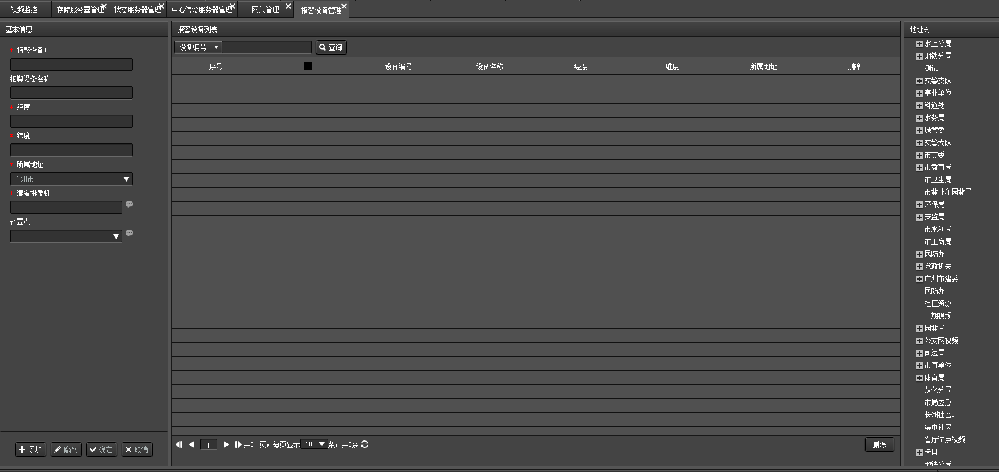 视频监控 存储服务器管理 状态服务器管理 中心信令服务器管理 网关管理 报警设备管理
基本信息
报警设备ID
报警设备名称
经度
纬度
所属地址
广州市
编辑摄像机
预置点
添加 修改 确定 取消
报警设备列表
设备编号 查询
序号 设备编号 设备名称 经度 维度 所属地址 删除
1 共0 页，每页显示 10 条，共0条
删除
地址树
水上分局
地铁分局
测试
交警支队
事业单位
科通处
水务局
城管委
交警大队
市交委
市教育局
市卫生局
市林业和园林局
环保局
安监局
市水利局
市工商局
民防办
党政机关
广州市建委
民防办
社区资源
一期视频
园林局
公安网视频
司法局
市直单位
体育局
从化分局
市局应急
长洲社区1
渠中社区
省厅试点视频
卡口
地铁分局